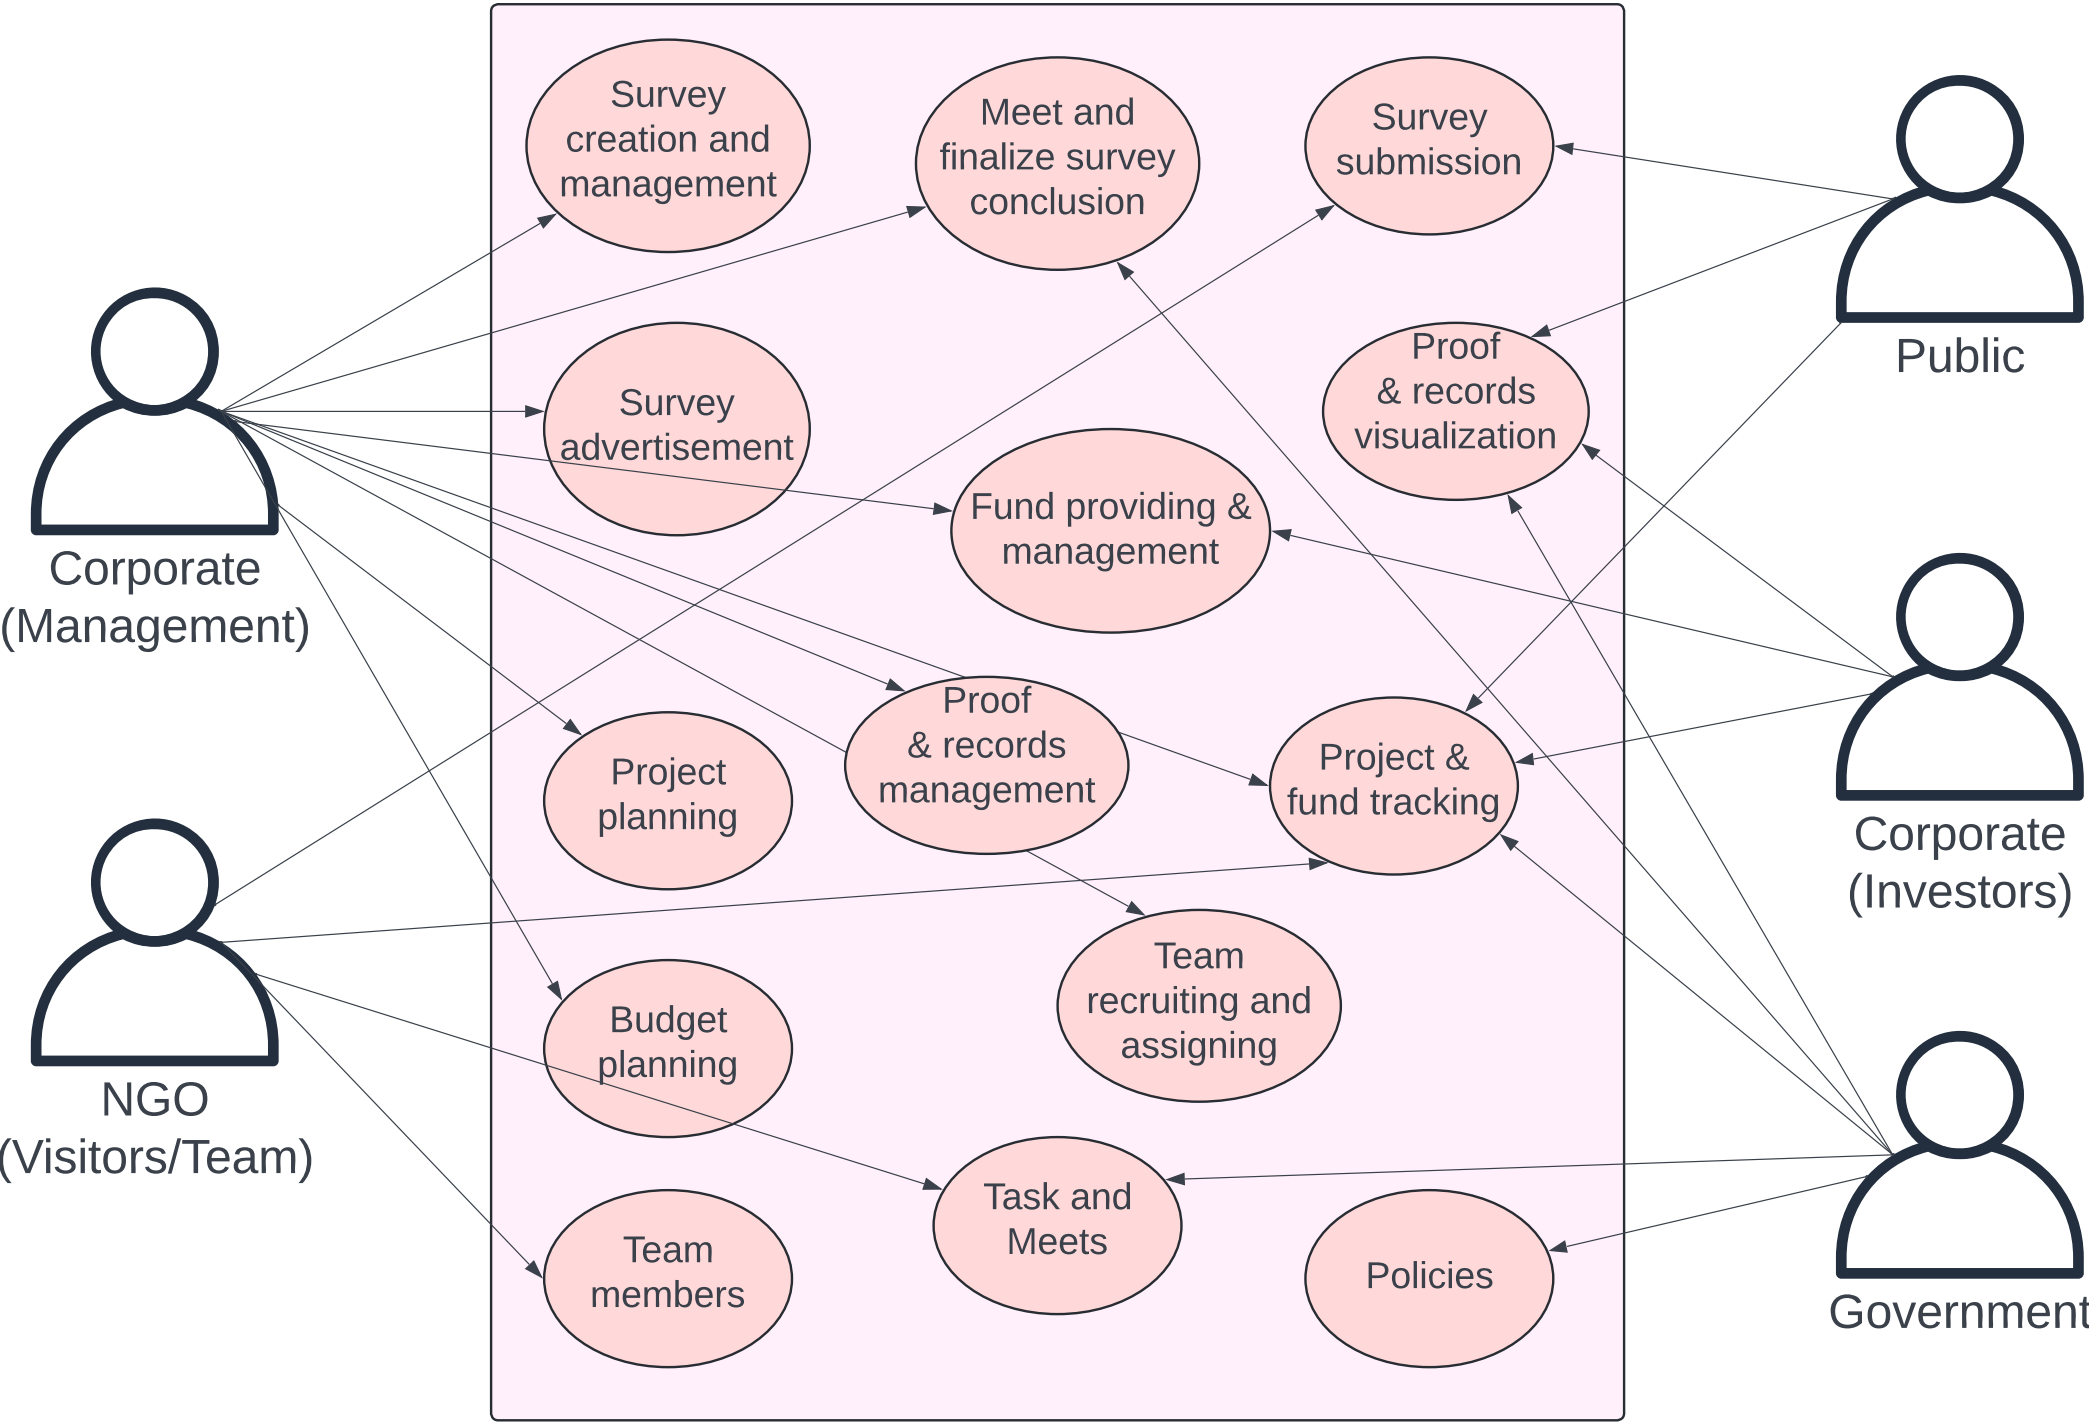 Survey
creation and
management
Meet and
finalize survey
conclusion
Survey
submission
Public
Survey
advertisement
Proof
& records
visualization
Fund providing &
management
Corporate
(Management)
Proof
& records
management
Project
planning
Project &
fund tracking
Corporate
(Investors)
Team
recruiting and
assigning
Budget
planning
NGO
(Visitors/Team)
Task and
Meets
Team
members
Policies
Government